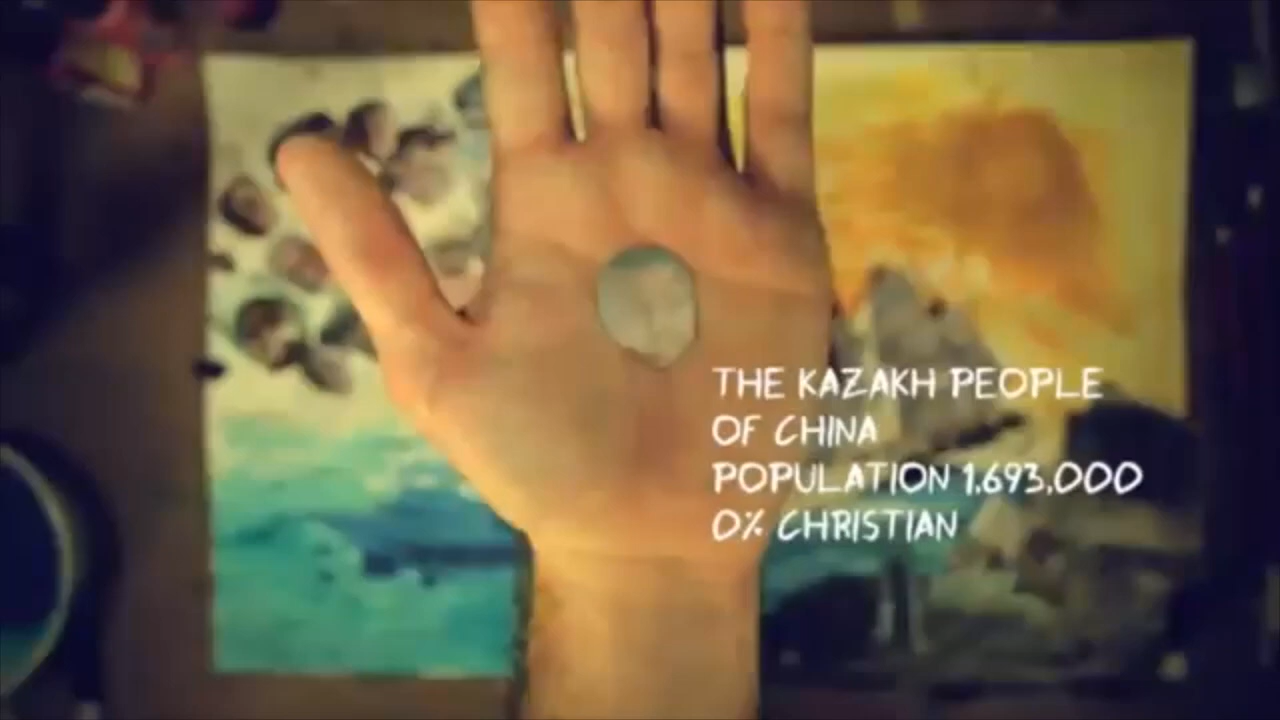 THE KAZAKH PEOPLE
OF CHINA
POPULATION 1,693,000
0% CHRISTIAN